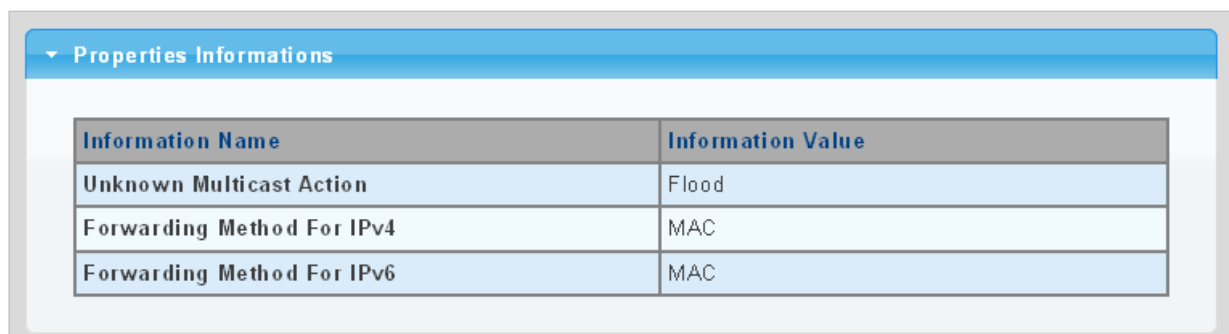 Properties Informations
Information Name Information Value
Unknown Multicast Action Flood
Forwarding Method For IPv4 MAC
Forwarding Method For IPv6 MAC